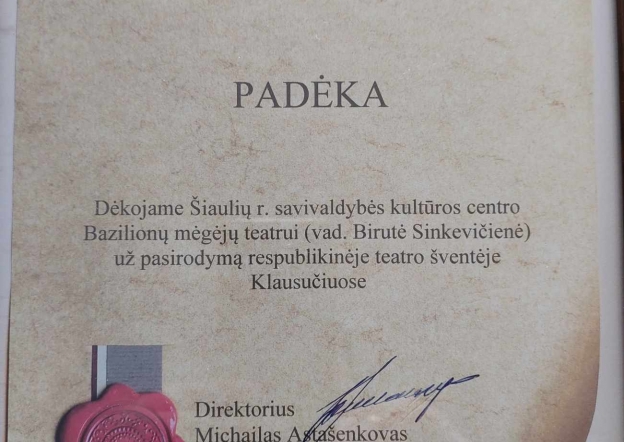 PADĖKA
Dėkojame Šiaulių r. savivaldybės kultūros centro
Bazilionų mėgėjų teatrui (vad. Birutė Sinkevičienė)
už pasirodymą respublikinėje teatro šventėje
Klausučiuose
Direktorius
Michailas Astašenkovas